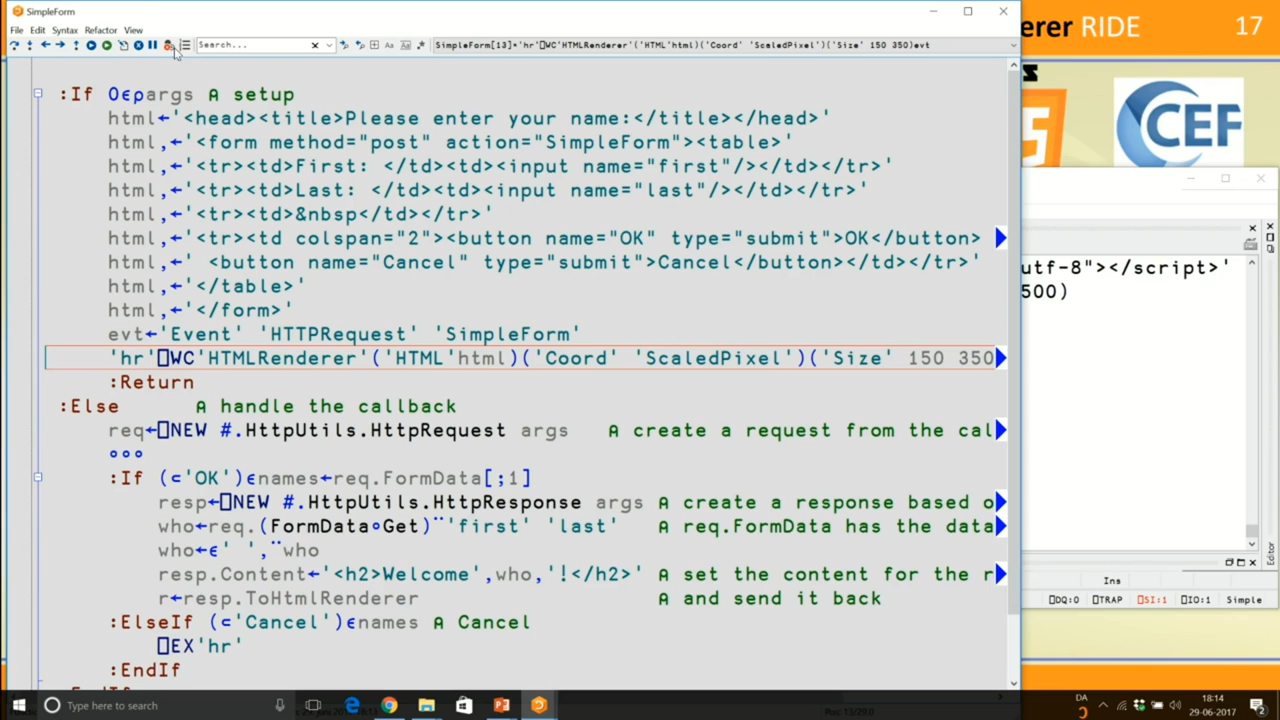 SimpleForm
erer RIDE
17
File Edit Syntax Refactor View
Search...
SimpleForm[13]*'hr'⎕WC'HTMLRenderer'('HTML'html)('Coord' 'ScaledPixel')('Size' 150 350)evt
:If 0∊⍴args ⍝ setup
html←'<head><title>Please enter your name:</title></head>'
html,←'<form method="post" action="SimpleForm"><table>'
html,←'<tr><td>First: </td><td><input name="first"/></td></tr>'
html,←'<tr><td>Last: </td><td><input name="last"/></td></tr>'
html,←'<tr><td>&nbsp</td></tr>'
html,←'<tr><td colspan="2"><button name="OK" type="submit">OK</button>
html,←' <button name="Cancel" type="submit">Cancel</button></td></tr>'
html,←'</table>'
html,←'</form>'
evt←'Event' 'HTTPRequest' 'SimpleForm'
'hr'⎕WC'HTMLRenderer'('HTML'html)('Coord' 'ScaledPixel')('Size' 150 350
:Return
:Else ⍝ handle the callback
req←⎕NEW #.HttpUtils.HttpRequest args ⍝ create a request from the cal
∘∘∘
:If (⊂'OK')∊names←req.FormData[;1]
resp←⎕NEW #.HttpUtils.HttpResponse args ⍝ create a response based o
who←req.(FormData∘Get)¨'first' 'last' ⍝ req.FormData has the data
who←∊' ',¨who
resp.Content←'<h2>Welcome',who,'!</h2>' ⍝ set the content for the r
r←resp.ToHtmlRenderer ⍝ and send it back
:ElseIf (⊂'Cancel')∊names ⍝ Cancel
⎕EX'hr'
:EndIf
CEF
utf-8"></script>'
500)
Editor
Ins
⎕DQ:0 ⎕TRAP ⎕SI:1 ⎕IO:1 Simple
Pos: 13/29,0
Type here to search
DA
18:14
29-06-2017
2